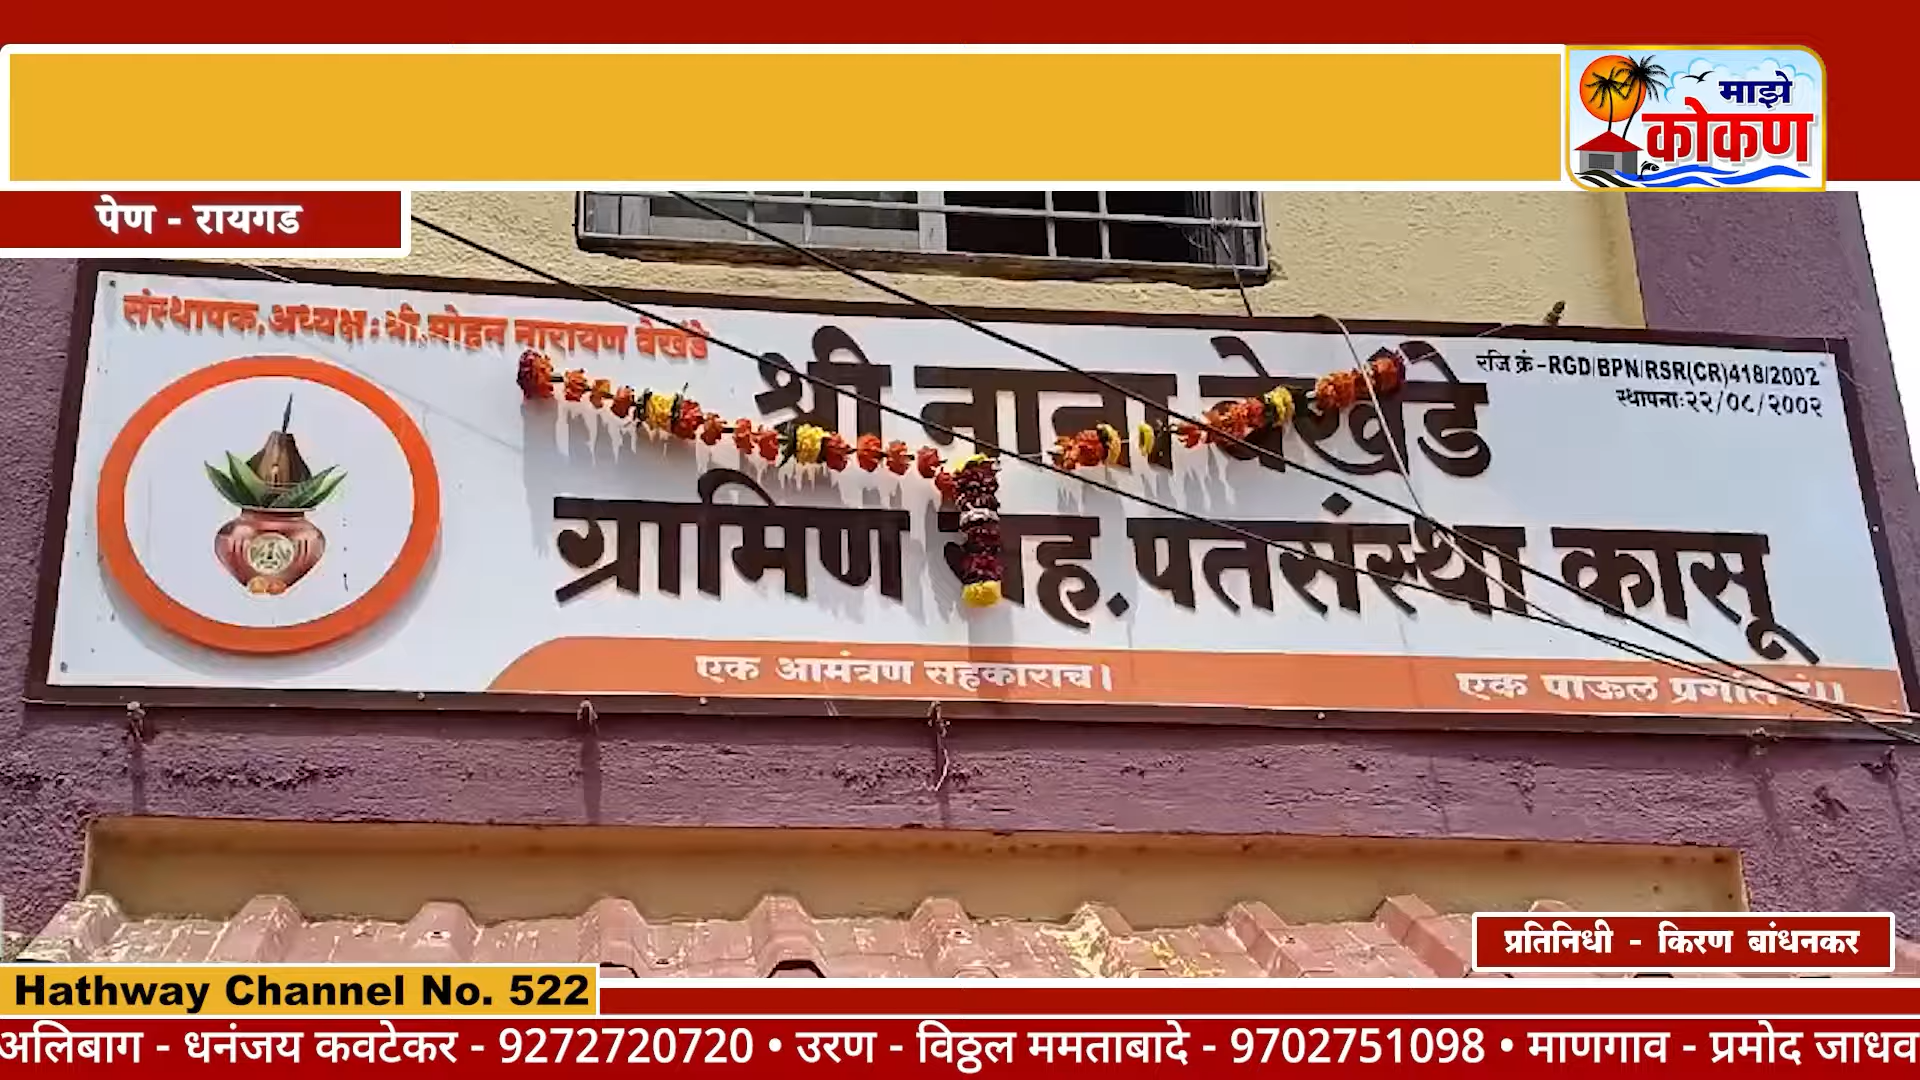 माझे
कोकण
पेण - रायगड
संस्थापक.अध्यक्ष:श्री.मोहन नारायण वेखंडे
श्री नाना वेखंडे
रजि क्रं-RGD/BPN/RSR(CR)418/2002
स्थापना:२२/०८/२००२
ग्रामिण सह.पतसंस्था कासू
एक आमंत्रण सहकाराच।
एक पाऊल
प्रतिनिधी - किरण बांधनकर
Hathway Channel No. 522
अलिबाग - धनंजय कवटेकर - 9272720720 • उरण - विठ्ठल ममताबादे - 9702751098 • माणगाव - प्रमोद जाधव